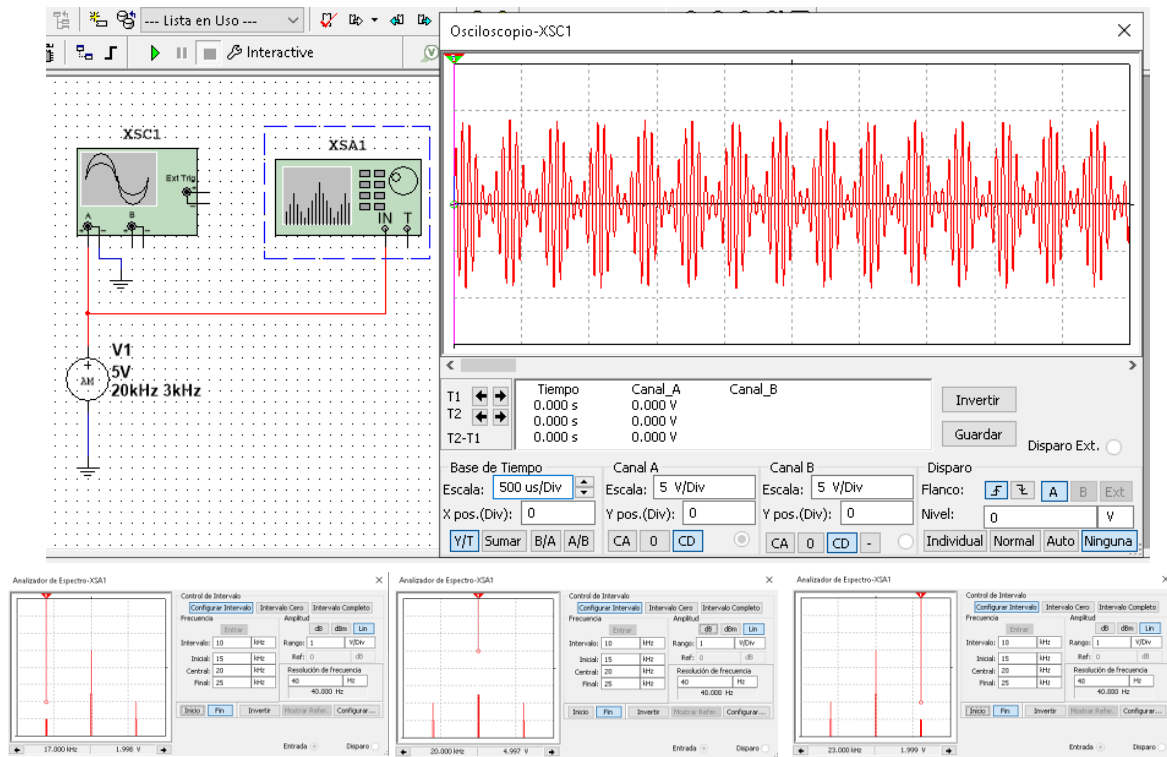 --- Lista en Uso ---
Interactive
XSC1
Ext Trig
A
B
XSA1
IN T
V1
AM
5V
20kHz 3kHz
Osciloscopio-XSC1
Tiempo Canal_A Canal_B
T1 0.000 s 0.000 V
T2 0.000 s 0.000 V
T2-T1 0.000 s 0.000 V
Invertir
Guardar
Disparo Ext.
Base de Tiempo
Escala: 500 us/Div
X pos.(Div): 0
Y/T Sumar B/A A/B
Canal A
Escala: 5 V/Div
Y pos.(Div): 0
CA 0 CD
Canal B
Escala: 5 V/Div
Y pos.(Div): 0
CA 0 CD -
Disparo
Flanco: A B Ext
Nivel: 0 V
Individual Normal Auto Ninguna
Analizador de Espectro-XSA1
Control de Intervalo
Configurar Intervalo Intervalo Cero Intervalo Completo
Frecuencia
Entrar
Intervalo: 10 kHz
Inicial: 15 kHz
Central: 20 kHz
Final: 25 kHz
Amplitud
dB dBm Lin
Rango: 1 V/Div
Ref: 0 dB
Resolución de frecuencia
40 Hz
40.000 Hz
Inicio Fin Invertir Mostrar Refer. Configurar...
17.000 kHz 1.998 V
Entrada Disparo
Analizador de Espectro-XSA1
Control de Intervalo
Configurar Intervalo Intervalo Cero Intervalo Completo
Frecuencia
Entrar
Intervalo: 10 kHz
Inicial: 15 kHz
Central: 20 kHz
Final: 25 kHz
Amplitud
dB dBm Lin
Rango: 1 V/Div
Ref: 0 dB
Resolución de frecuencia
40 Hz
40.000 Hz
Inicio Fin Invertir Mostrar Refer. Configurar...
20.000 kHz 4.997 V
Entrada Disparo
Analizador de Espectro-XSA1
Control de Intervalo
Configurar Intervalo Intervalo Cero Intervalo Completo
Frecuencia
Entrar
Intervalo: 10 kHz
Inicial: 15 kHz
Central: 20 kHz
Final: 25 kHz
Amplitud
dB dBm Lin
Rango: 1 V/Div
Ref: 0 dB
Resolución de frecuencia
40 Hz
40.000 Hz
Inicio Fin Invertir Mostrar Refer. Configurar...
23.000 kHz 1.999 V
Entrada Disparo